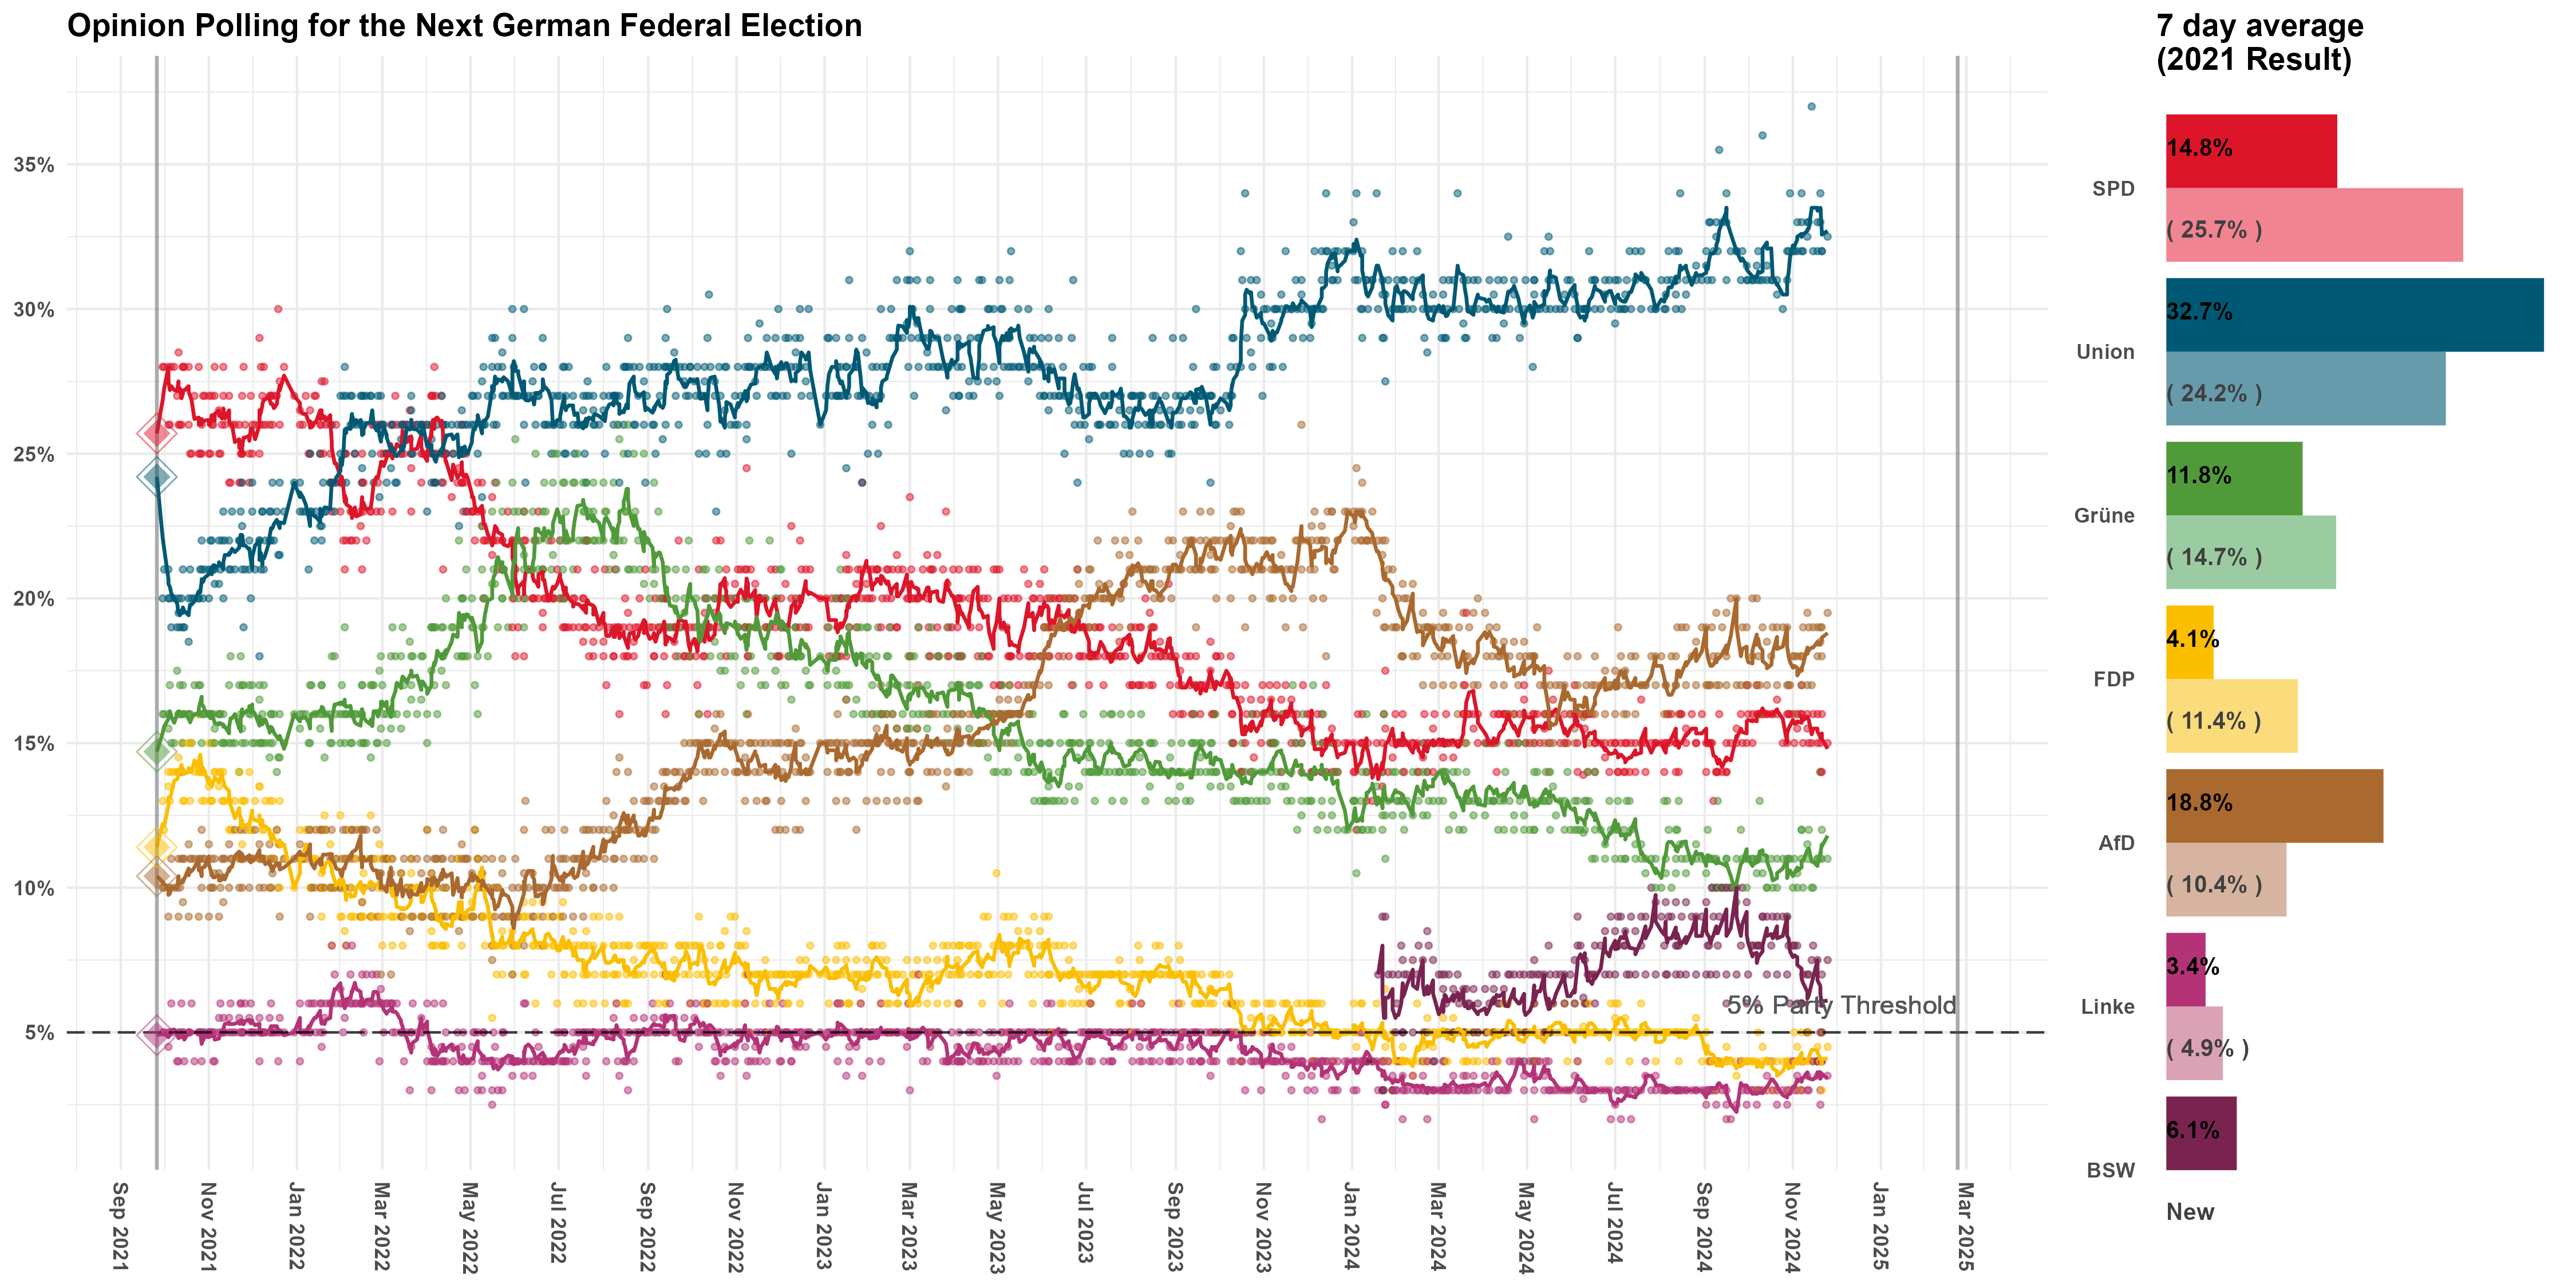 Opinion Polling for the Next German Federal Election
7 day average
(2021 Result)
35%
30%
25%
20%
15%
10%
5%
5% Party Threshold
Sep 2021
Nov 2021
Jan 2022
Mar 2022
May 2022
Jul 2022
Sep 2022
Nov 2022
Jan 2023
Mar 2023
May 2023
Jul 2023
Sep 2023
Nov 2023
Jan 2024
Mar 2024
May 2024
Jul 2024
Sep 2024
Nov 2024
Jan 2025
Mar 2025
SPD
14.8%
( 25.7% )
Union
32.7%
( 24.2% )
Grüne
11.8%
( 14.7% )
FDP
4.1%
( 11.4% )
AfD
18.8%
( 10.4% )
Linke
3.4%
( 4.9% )
BSW
6.1%
New